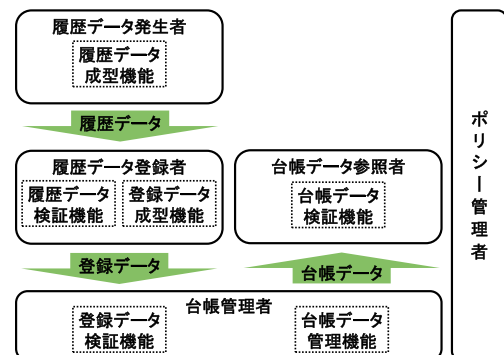 履歴データ発生者
履歴データ
成型機能
履歴データ
履歴データ登録者
履歴データ
検証機能
登録データ
成型機能
台帳データ参照者
台帳データ
検証機能
登録データ
台帳データ
台帳管理者
登録データ
検証機能
台帳データ
管理機能
ポリシー管理者